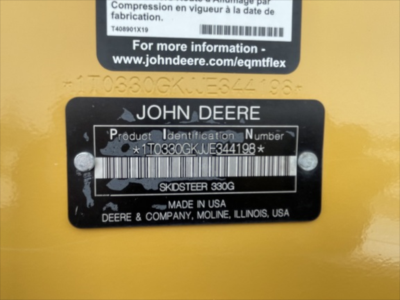 Compression en vigueur à la date de
fabrication.
T408901X19
For more information -
www.johndeere.com/eqmtflex
*1T0330GKJJE344198*
JOHN DEERE
Product Identification Number
*1T0330GKJJE344198*
SKIDSTEER 330G
MADE IN USA
DEERE & COMPANY, MOLINE, ILLINOIS, USA